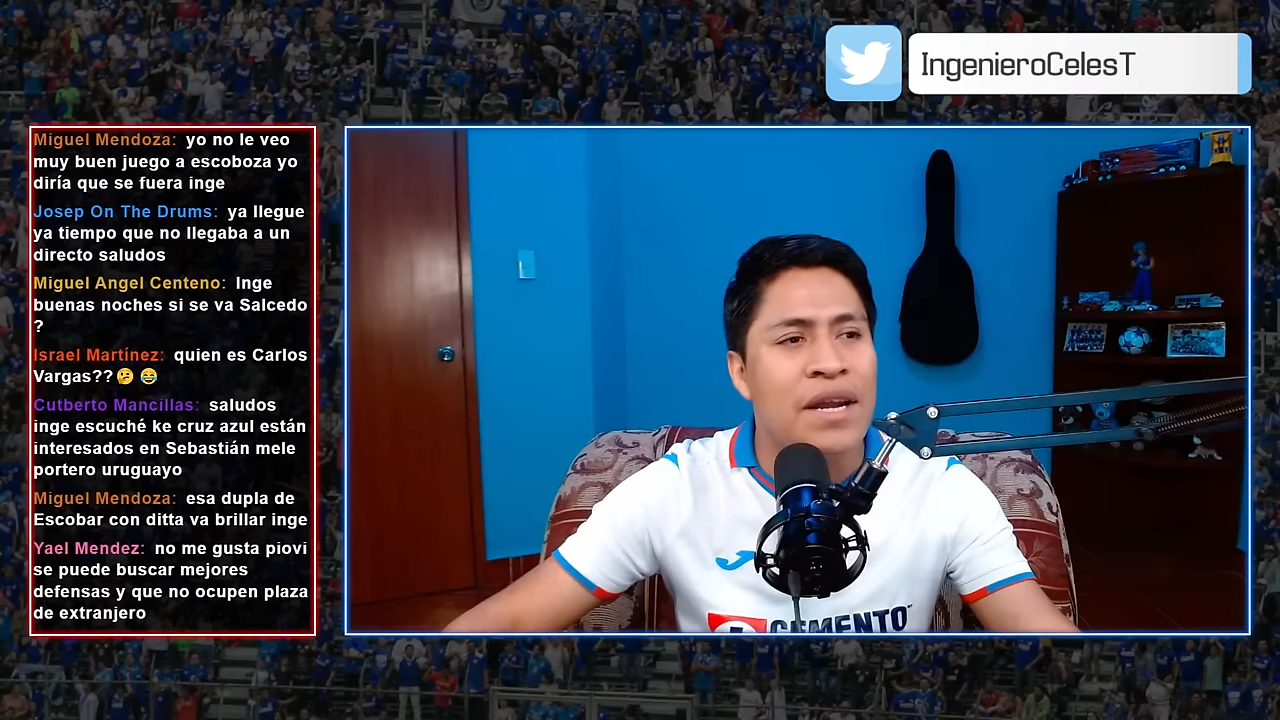 IngenieroCelesT
Miguel Mendoza: yo no le veo
muy buen juego a escoboza yo
diría que se fuera inge
Josep On The Drums: ya llegue
ya tiempo que no llegaba a un
directo saludos
Miguel Angel Centeno: Inge
buenas noches si se va Salcedo
?
Israel Martínez: quien es Carlos
Vargas??🤔 😂
Cutberto Mancillas: saludos
inge escuché ke cruz azul están
interesados en Sebastián mele
portero uruguayo
Miguel Mendoza: esa dupla de
Escobar con ditta va brillar inge
Yael Mendez: no me gusta piovi
se puede buscar mejores
defensas y que no ocupen plaza
de extranjero
CEMENTO